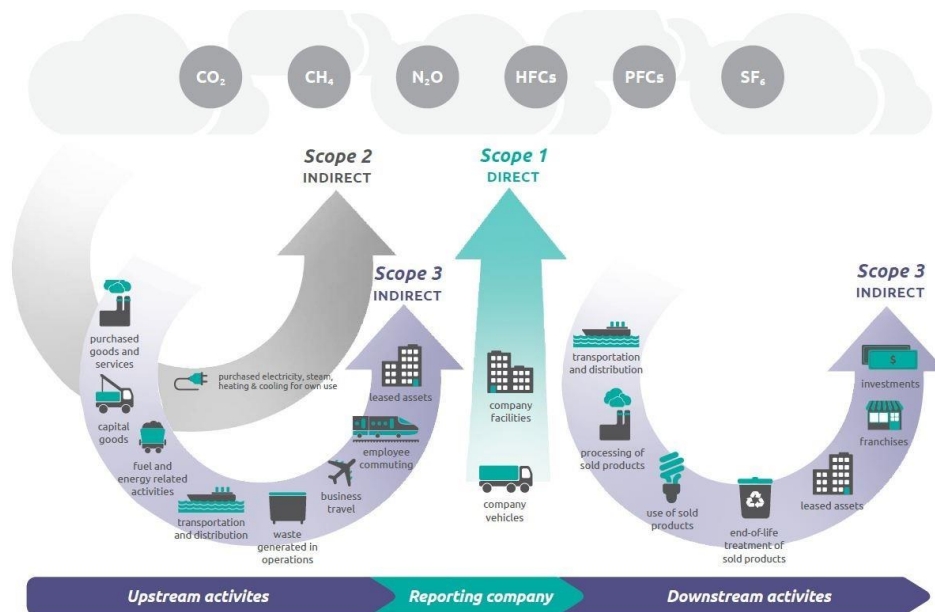 CO₂
CH₄
N₂O
HFCs
PFCs
SF₆
Scope 2
INDIRECT
Scope 1
DIRECT
Scope 3
INDIRECT
Scope 3
INDIRECT
purchased
goods and
services
capital
goods
fuel and
energy related
activities
transportation
and distribution
waste
generated in
operations
business
travel
employee
commuting
leased assets
purchased electricity, steam,
heating & cooling for own use
company
facilities
company
vehicles
transportation
and distribution
processing of
sold products
use of sold
products
end-of-life
treatment of
sold products
leased assets
franchises
$
investments
Upstream activites
Reporting company
Downstream activites